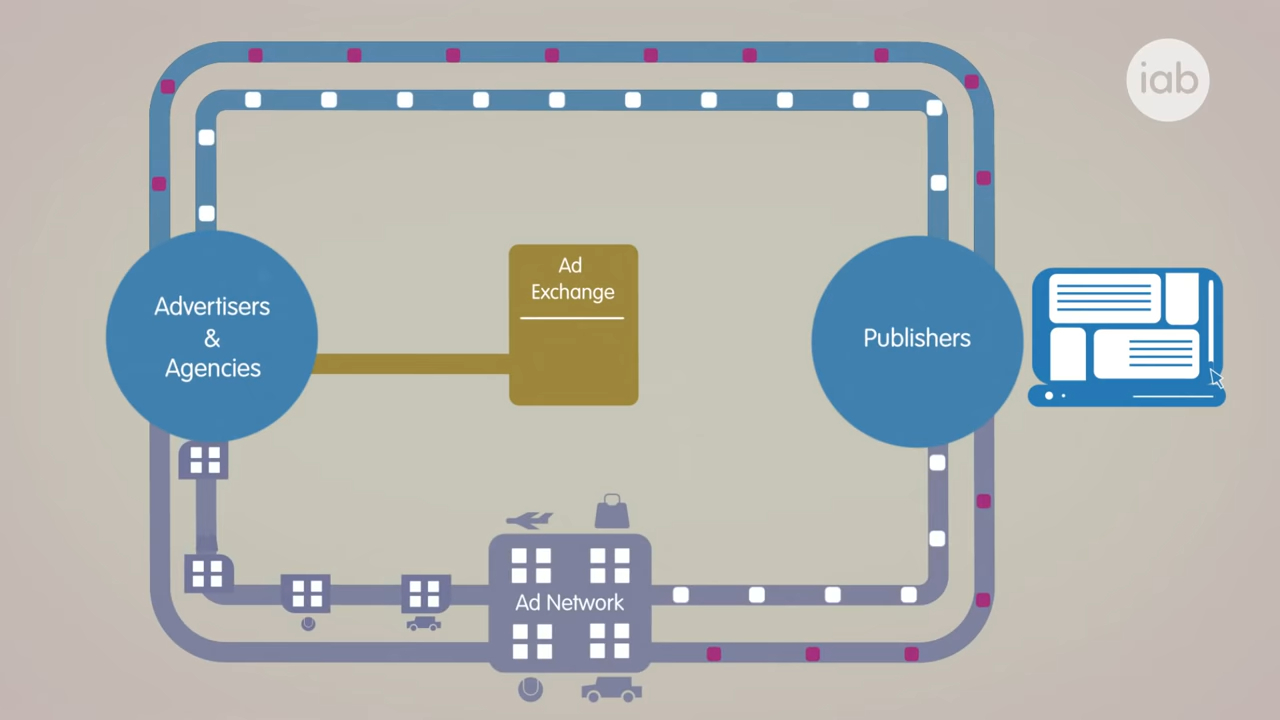 iab
Advertisers
&
Agencies
Ad
Exchange
Publishers
Ad Network